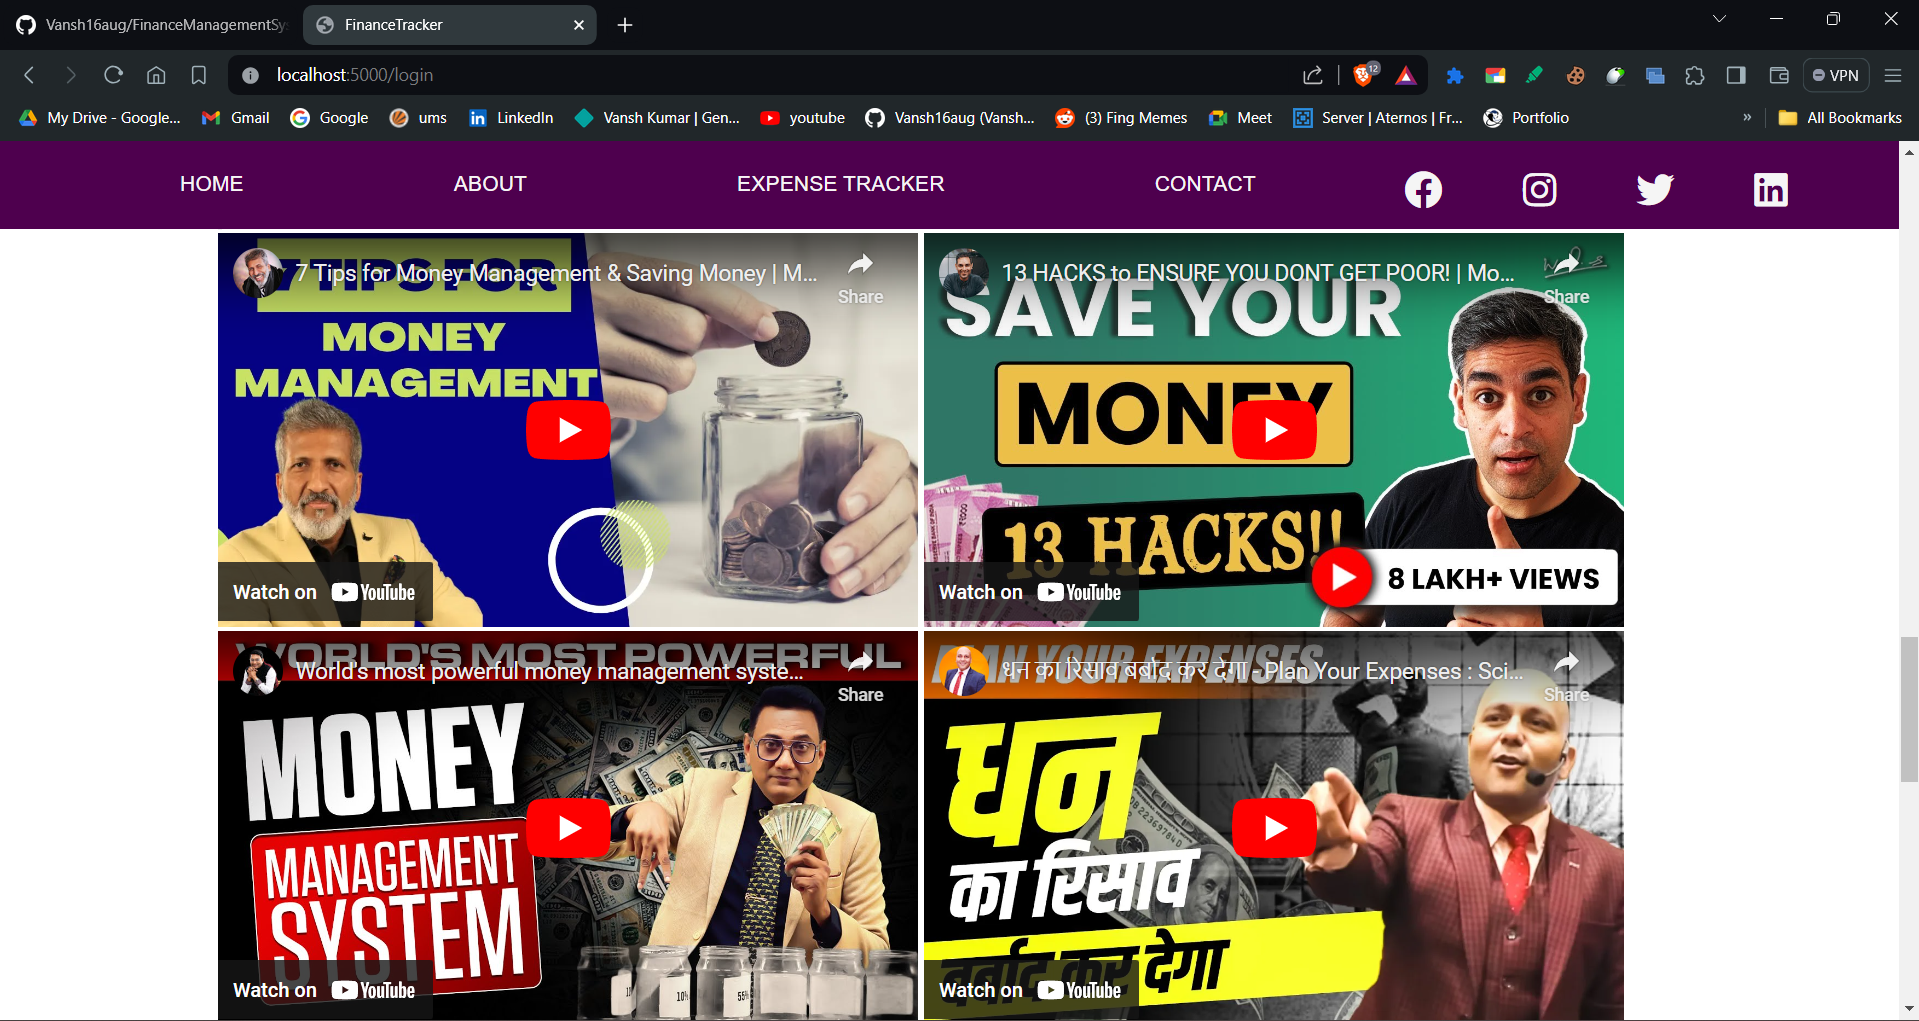 Vansh16aug/FinanceManagementSy
FinanceTracker
localhost:5000/login
12
VPN
My Drive - Google...
Gmail
Google
ums
LinkedIn
Vansh Kumar | Gen...
youtube
Vansh16aug (Vansh...
(3) Fing Memes
Meet
Server | Aternos | Fr...
Portfolio
»
All Bookmarks
HOME
ABOUT
EXPENSE TRACKER
CONTACT
7 Tips for Money Management & Saving Money | M...
Share
7 TIPS FOR
MONEY
MANAGEMENT
Watch on YouTube
13 HACKS to ENSURE YOU DONT GET POOR! | Mo...
Share
SAVE YOUR
MONEY
13 HACKS!!
8 LAKH+ VIEWS
Watch on YouTube
World's most powerful money management syste...
Share
WORLD'S MOST POWERFUL
MONEY
MANAGEMENT
SYSTEM
10%
55%
Watch on YouTube
धन का रिसाव बर्बाद कर देगा - Plan Your Expenses : Sci...
Share
PLAN YOUR EXPENSES
धन
का रिसाव
बर्बाद कर देगा
Watch on YouTube